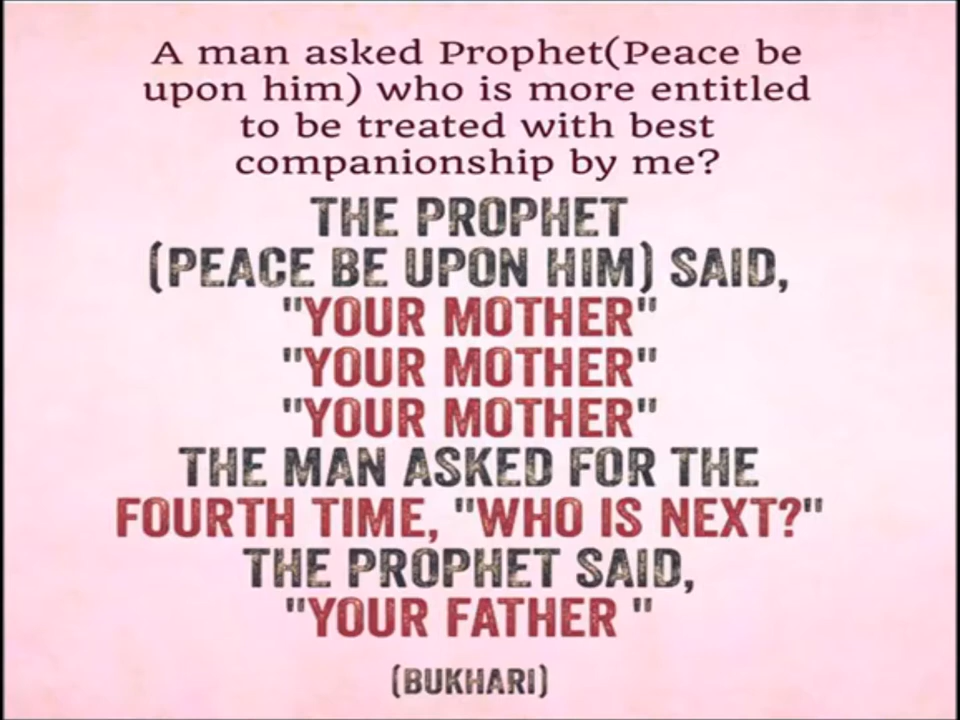 A man asked Prophet(Peace be
upon him) who is more entitled
to be treated with best
companionship by me?
THE PROPHET
(PEACE BE UPON HIM) SAID,
"YOUR MOTHER"
"YOUR MOTHER"
"YOUR MOTHER"
THE MAN ASKED FOR THE
FOURTH TIME, "WHO IS NEXT?"
THE PROPHET SAID,
"YOUR FATHER "
(BUKHARI)